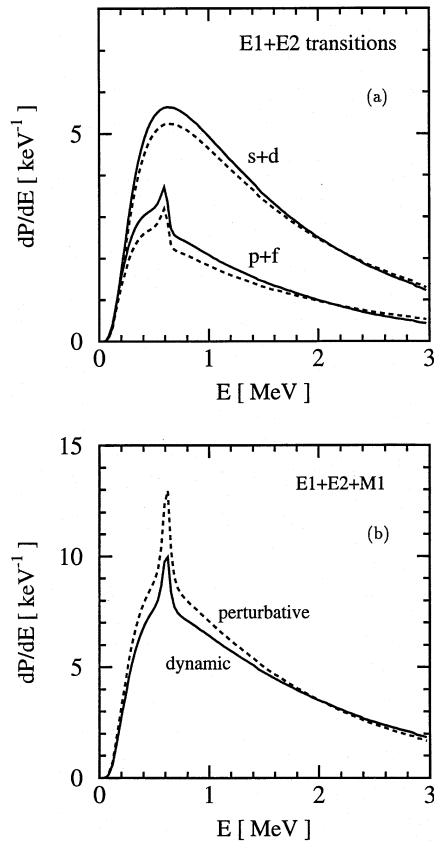 E1+E2 transitions
(a)
dP/dE [ keV⁻¹ ]
5
s+d
p+f
0
0 1 2 3
E [ MeV ]
15
E1+E2+M1
(b)
dP/dE [ keV⁻¹ ]
10
perturbative
dynamic
5
0
0 1 2 3
E [ MeV ]